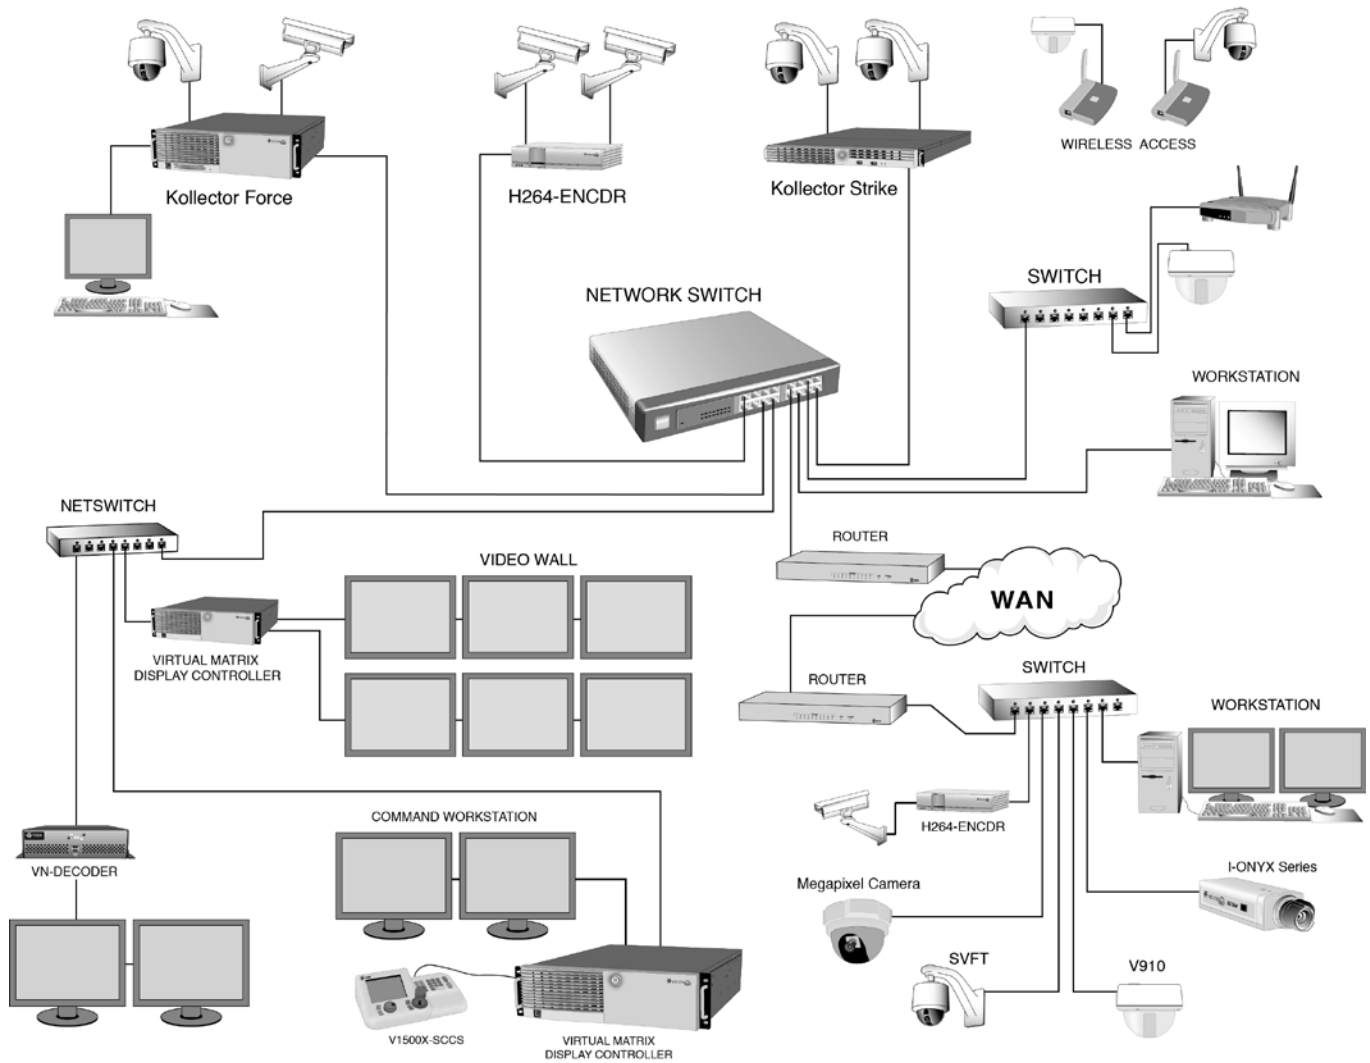 WIRELESS ACCESS
Kollector Force
H264-ENCDR
Kollector Strike
SWITCH
NETWORK SWITCH
WORKSTATION
NETSWITCH
ROUTER
VIDEO WALL
WAN
VIRTUAL MATRIX
DISPLAY CONTROLLER
ROUTER
SWITCH
WORKSTATION
COMMAND WORKSTATION
H264-ENCDR
VN-DECODER
I-ONYX Series
Megapixel Camera
SVFT
V910
V1500X-SCCS
VIRTUAL MATRIX
DISPLAY CONTROLLER